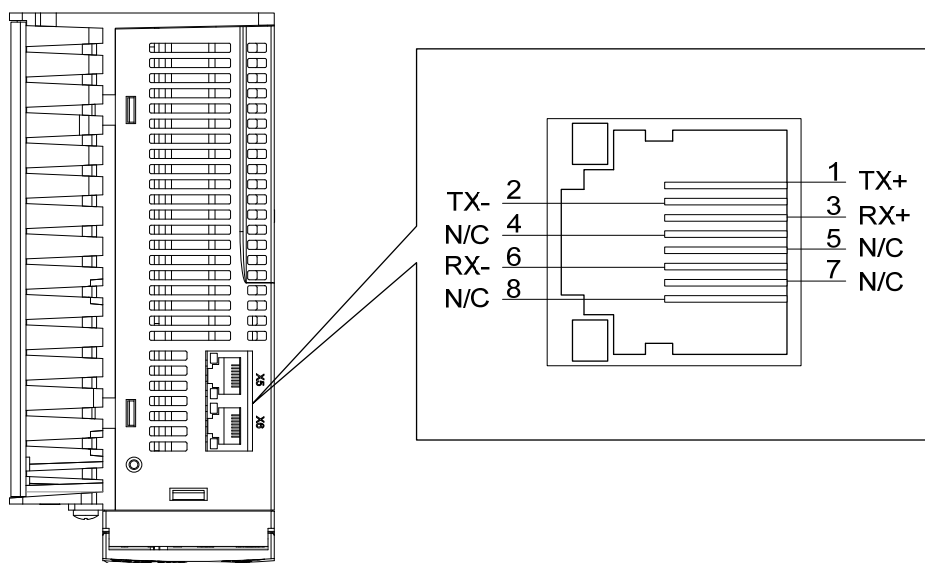 X5
X6
1 TX+
TX- 2
3 RX+
N/C 4
5 N/C
RX- 6
7 N/C
N/C 8